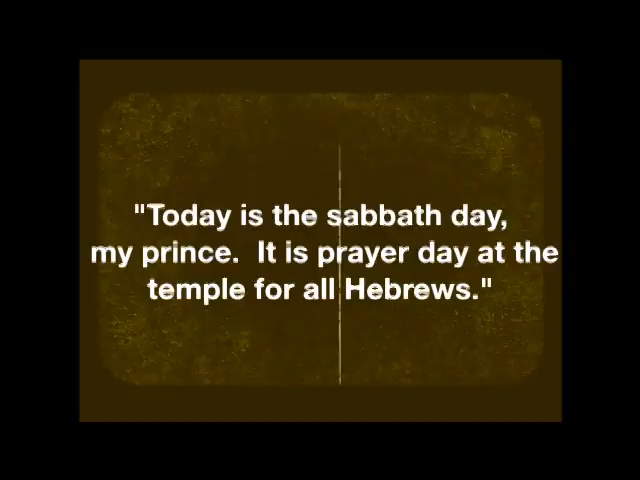 "Today is the sabbath day,
my prince.  It is prayer day at the
temple for all Hebrews."